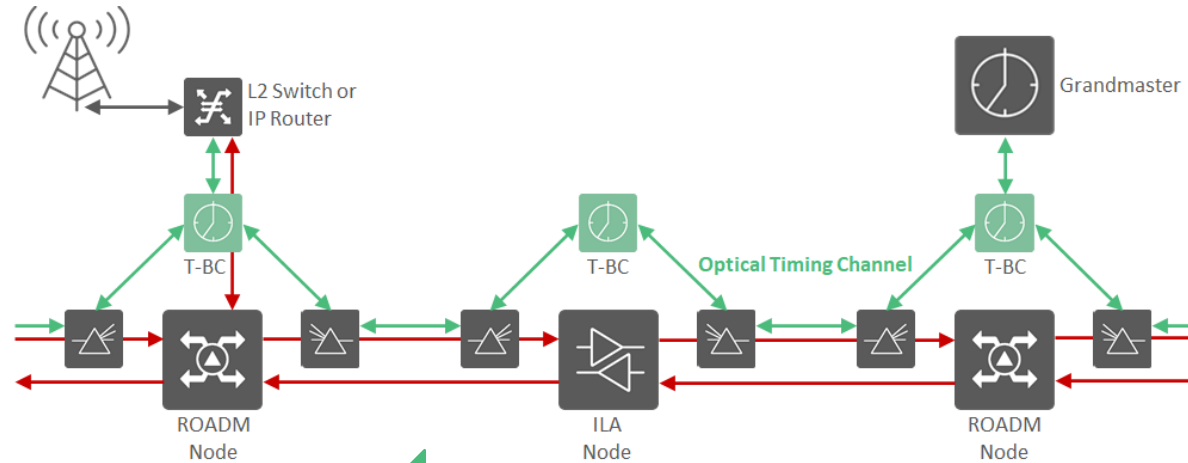 L2 Switch or
IP Router
Grandmaster
T-BC
T-BC
Optical Timing Channel
T-BC
ROADM
Node
ILA
Node
ROADM
Node